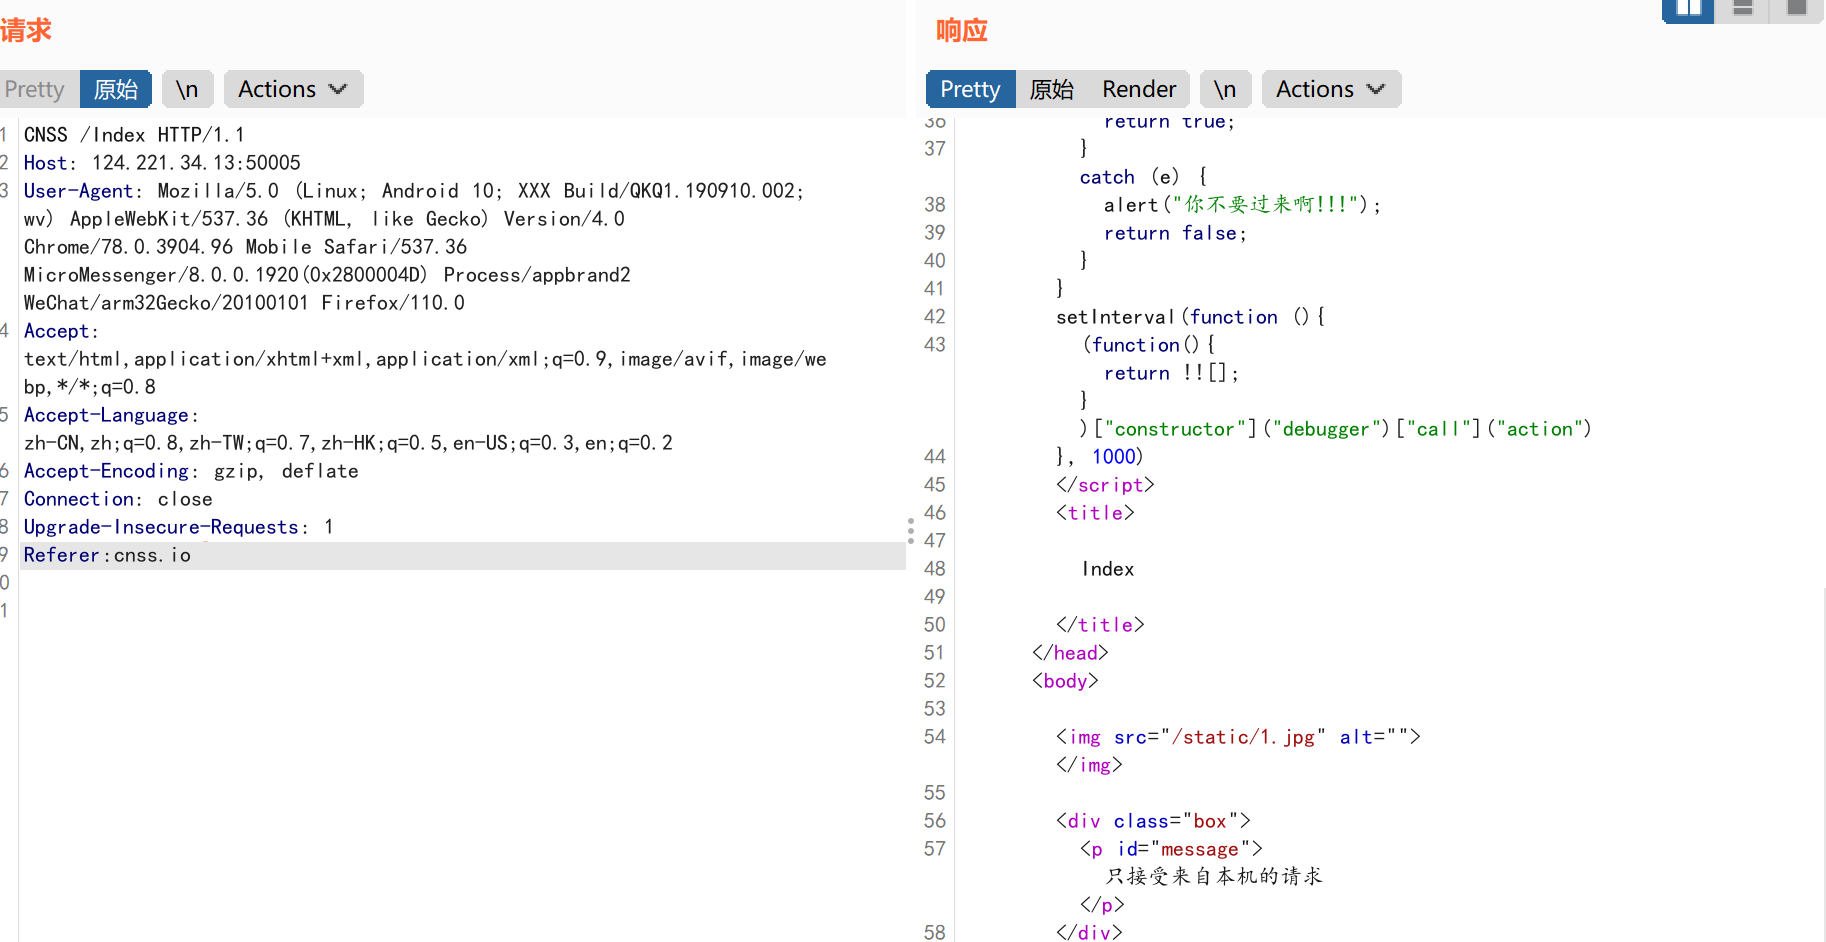 请求
Pretty 原始 \n Actions
1 CNSS /Index HTTP/1.1
2 Host: 124.221.34.13:50005
3 User-Agent: Mozilla/5.0 (Linux; Android 10; XXX Build/QKQ1.190910.002;
wv) AppleWebKit/537.36 (KHTML, like Gecko) Version/4.0
Chrome/78.0.3904.96 Mobile Safari/537.36
MicroMessenger/8.0.0.1920(0x2800004D) Process/appbrand2
WeChat/arm32Gecko/20100101 Firefox/110.0
4 Accept:
text/html,application/xhtml+xml,application/xml;q=0.9,image/avif,image/we
bp,*/*;q=0.8
5 Accept-Language:
zh-CN,zh;q=0.8,zh-TW;q=0.7,zh-HK;q=0.5,en-US;q=0.3,en;q=0.2
6 Accept-Encoding: gzip, deflate
7 Connection: close
8 Upgrade-Insecure-Requests: 1
9 Referer:cnss.io
0
1
响应
Pretty 原始 Render \n Actions
36 return true;
37 }
catch (e) {
38 alert("你不要过来啊!!!");
39 return false;
40 }
41 }
42 setInterval(function (){
43 (function(){
return !![];
}
)["constructor"]("debugger")["call"]("action")
44 }, 1000)
45 </script>
46 <title>
47
48 Index
49
50 </title>
51 </head>
52 <body>
53
54 <img src="/static/1.jpg" alt="">
</img>
55
56 <div class="box">
57 <p id="message">
只接受来自本机的请求
</p>
58 </div>